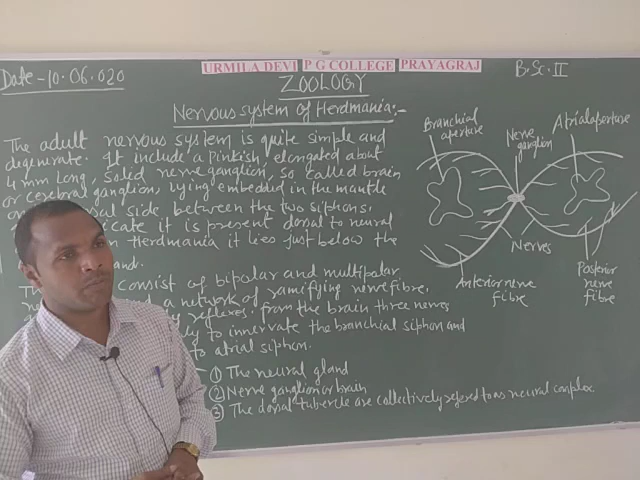 Date-10.06.020
URMILA DEVI P G COLLEGE PRAYAGRAJ
B.Sc. II
ZOOLOGY
Nervous system of Herdmania:-
The adult nervous system is quite simple and
degenerate. It include a Pinkish, elongated about
4 mm long, solid nerve ganglion, so called brain
or cerebral ganglion, lying embedded in the mantle
on side between the two siphons.
it is present dorsal to neural
in Herdmania it lies just below the
consist of bipolar and multipolar
and a network of ramifying nerve fibre.
reflexes. from the brain three nerves
to innervate the branchial siphon and
to atrial siphon.
① The neural gland
② Nerve ganglion or brain
③ The dorsal tubercle are collectively refered to as neural complex
Branchial
aperture
Nerve
ganglion
Atrial aperture
Nerves
Anterior nerve
fibre
Posterior
nerve
fibre